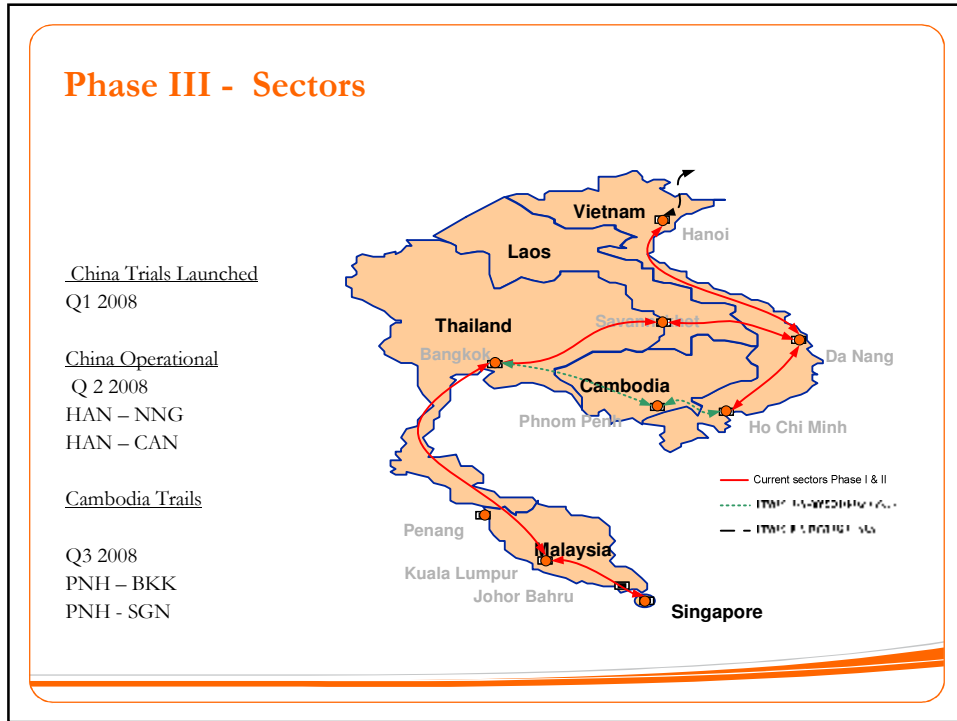 Phase III - Sectors
China Trials Launched
Q1 2008
China Operational
Q 2 2008
HAN – NNG
HAN – CAN
Cambodia Trails
Q3 2008
PNH – BKK
PNH - SGN
Vietnam
Hanoi
Laos
Thailand
Bangkok
Da Nang
Cambodia
Phnom Penh
Ho Chi Minh
Current sectors Phase I & II
Penang
Malaysia
Kuala Lumpur
Johor Bahru
Singapore